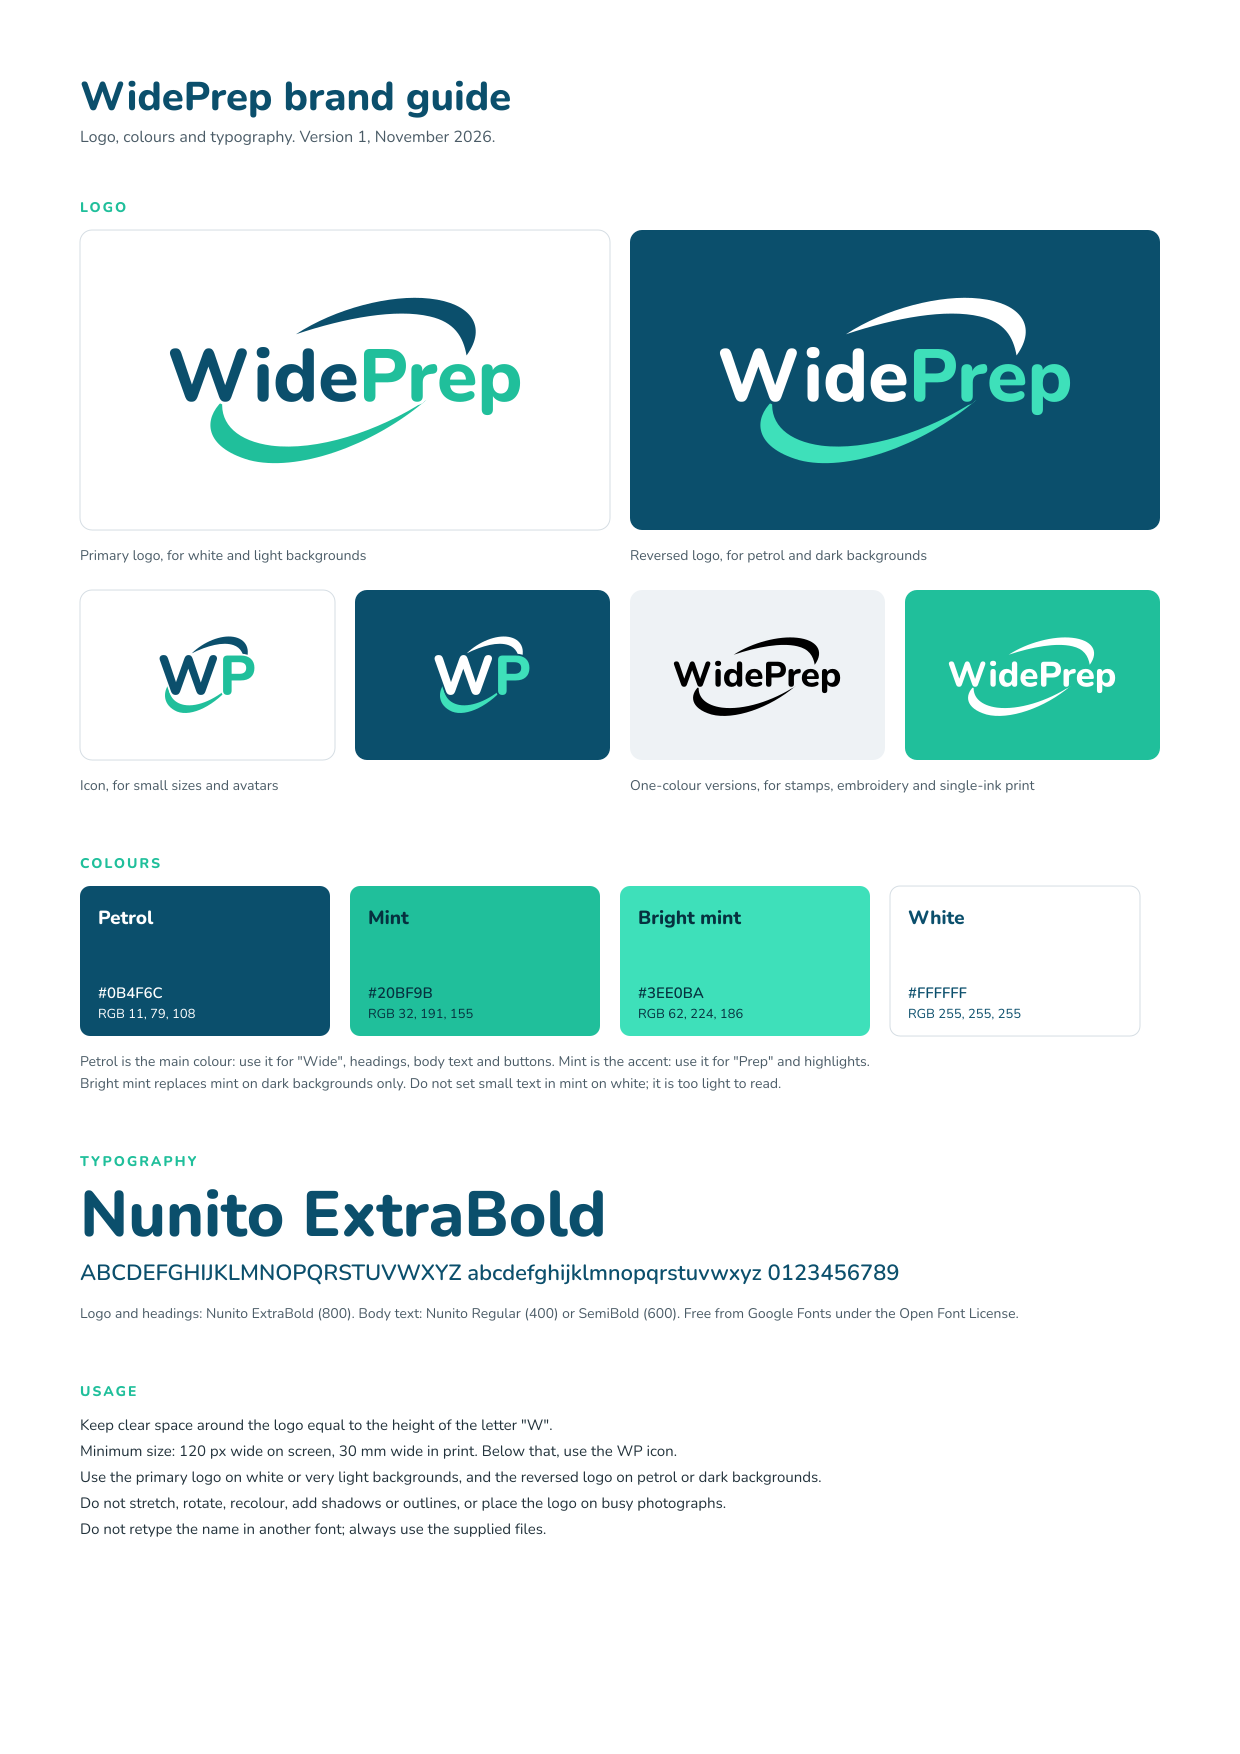 WidePrep brand guide
Logo, colours and typography. Version 1, November 2026.
LOGO
WidePrep
WidePrep
Primary logo, for white and light backgrounds
Reversed logo, for petrol and dark backgrounds
WP
WP
WidePrep
WidePrep
Icon, for small sizes and avatars
One-colour versions, for stamps, embroidery and single-ink print
COLOURS
Petrol
#0B4F6C
RGB 11, 79, 108
Mint
#20BF9B
RGB 32, 191, 155
Bright mint
#3EE0BA
RGB 62, 224, 186
White
#FFFFFF
RGB 255, 255, 255
Petrol is the main colour: use it for "Wide", headings, body text and buttons. Mint is the accent: use it for "Prep" and highlights.
Bright mint replaces mint on dark backgrounds only. Do not set small text in mint on white; it is too light to read.
TYPOGRAPHY
Nunito ExtraBold
ABCDEFGHIJKLMNOPQRSTUVWXYZ abcdefghijklmnopqrstuvwxyz 0123456789
Logo and headings: Nunito ExtraBold (800). Body text: Nunito Regular (400) or SemiBold (600). Free from Google Fonts under the Open Font License.
USAGE
Keep clear space around the logo equal to the height of the letter "W".
Minimum size: 120 px wide on screen, 30 mm wide in print. Below that, use the WP icon.
Use the primary logo on white or very light backgrounds, and the reversed logo on petrol or dark backgrounds.
Do not stretch, rotate, recolour, add shadows or outlines, or place the logo on busy photographs.
Do not retype the name in another font; always use the supplied files.